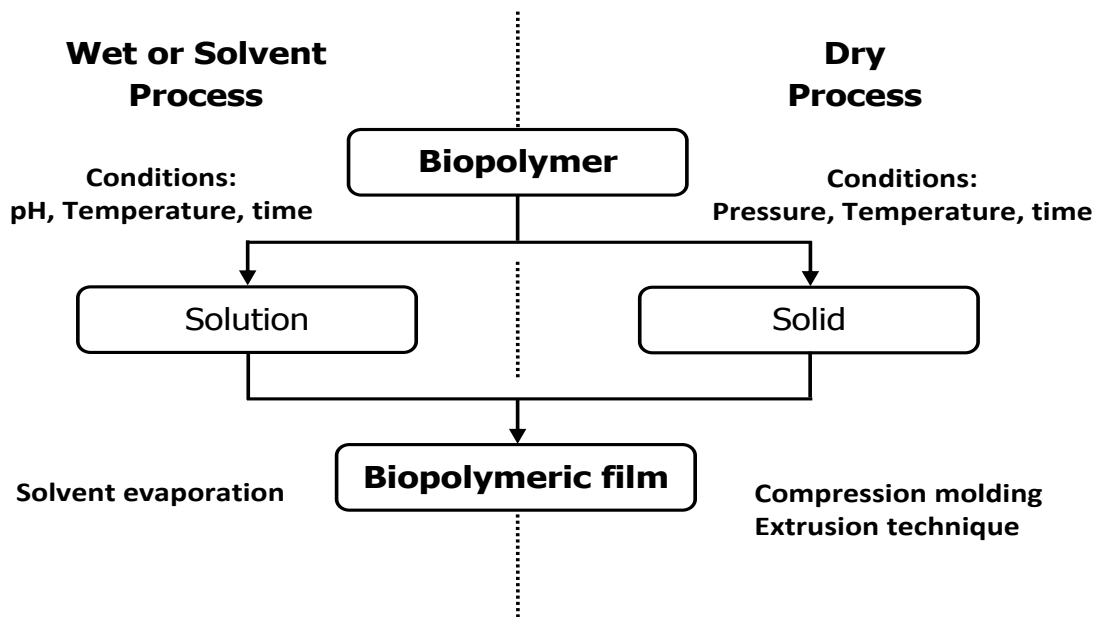 Wet or Solvent
Process
Dry
Process
Biopolymer
Conditions:
pH, Temperature, time
Conditions:
Pressure, Temperature, time
Solution
Solid
Biopolymeric film
Solvent evaporation
Compression molding
Extrusion technique